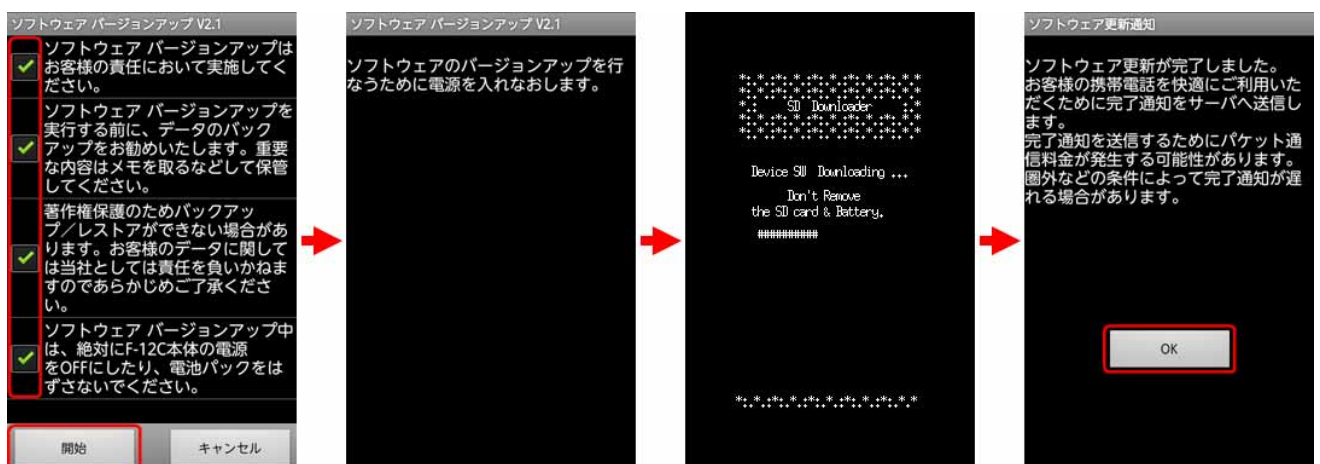 ソフトウェア バージョンアップ V2.1
ソフトウェア バージョンアップは
お客様の責任において実施してく
ださい。
ソフトウェア バージョンアップを
実行する前に、データのバック
アップをお勧めいたします。重要
な内容はメモを取るなどして保管
してください。
著作権保護のためバックアッ
プ／レストアができない場合があ
ります。お客様のデータに関して
は当社としては責任を負いかねま
すのであらかじめご了承くださ
い。
ソフトウェア バージョンアップ中
は、絶対にF-12C本体の電源
をOFFにしたり、電池パックをは
ずさないでください。
開始
キャンセル
ソフトウェア バージョンアップ V2.1
ソフトウェアのバージョンアップを行
なうために電源を入れなおします。
SD Downloader
Device SW Downloading ...
Don't Remove
the SD card & Battery.
##########
ソフトウェア更新通知
ソフトウェア更新が完了しました。
お客様の携帯電話を快適にご利用いた
だくために完了通知をサーバへ送信し
ます。
完了通知を送信するためにパケット通
信料金が発生する可能性があります。
圏外などの条件によって完了通知が遅
れる場合があります。
OK